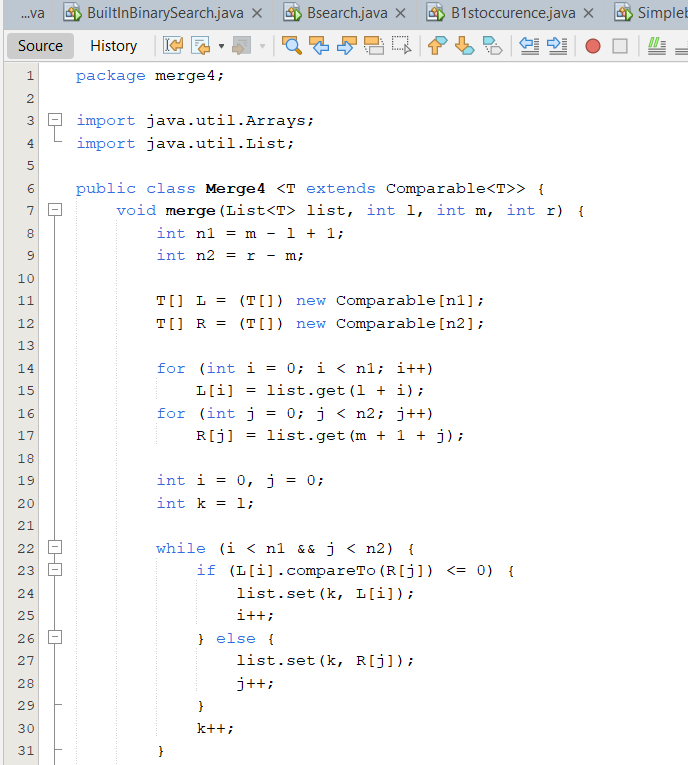 ...va BuiltInBinarySearch.java × Bsearch.java × B1stoccurence.java × Simpleb
Source History
1 package merge4;
2
3 import java.util.Arrays;
4 import java.util.List;
5
6 public class Merge4 <T extends Comparable<T>> {
7 void merge(List<T> list, int l, int m, int r) {
8 int n1 = m - l + 1;
9 int n2 = r - m;
10
11 T[] L = (T[]) new Comparable[n1];
12 T[] R = (T[]) new Comparable[n2];
13
14 for (int i = 0; i < n1; i++)
15 L[i] = list.get(l + i);
16 for (int j = 0; j < n2; j++)
17 R[j] = list.get(m + 1 + j);
18
19 int i = 0, j = 0;
20 int k = l;
21
22 while (i < n1 && j < n2) {
23 if (L[i].compareTo(R[j]) <= 0) {
24 list.set(k, L[i]);
25 i++;
26 } else {
27 list.set(k, R[j]);
28 j++;
29 }
30 k++;
31 }